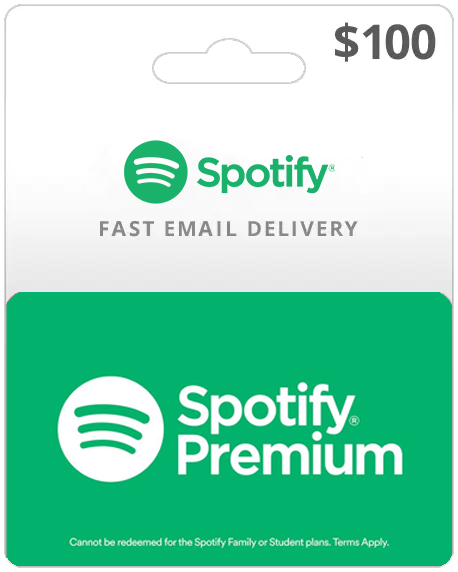 $100
Spotify®
FAST EMAIL DELIVERY
Spotify®
Premium
Cannot be redeemed for the Spotify Family or Student plans. Terms Apply.